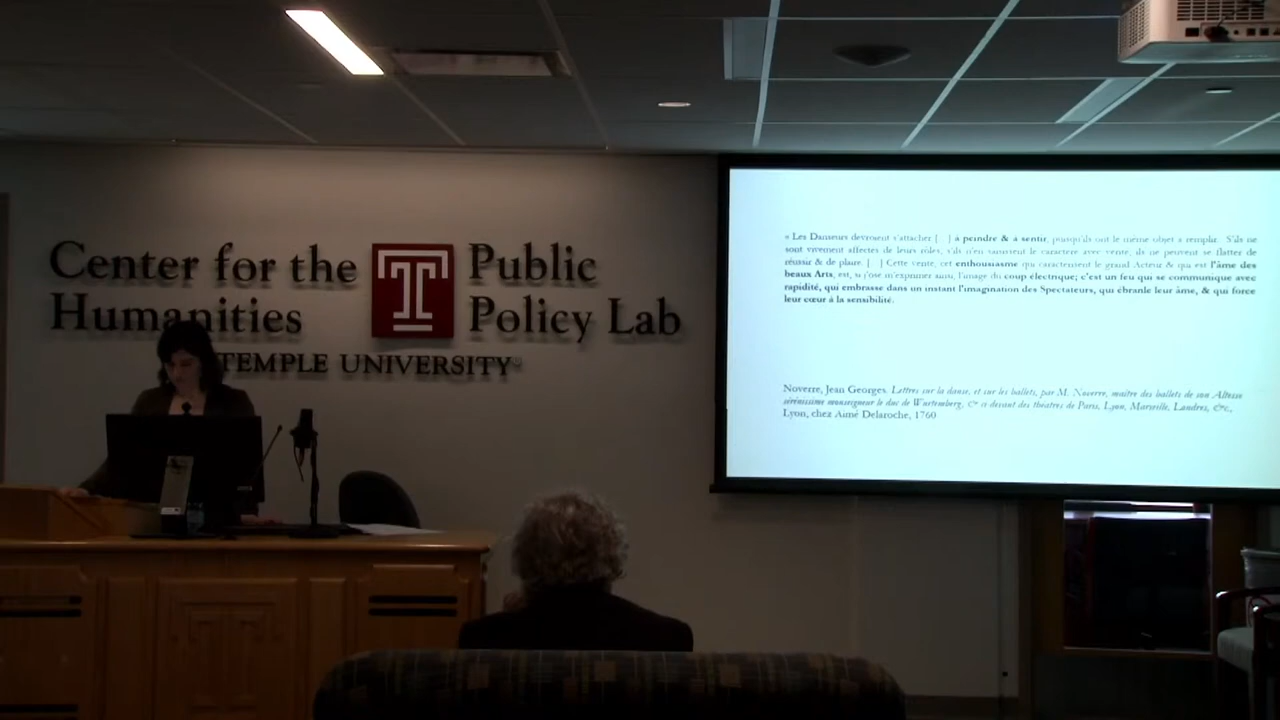 Center for the
Humanities
T
Public
Policy Lab
TEMPLE UNIVERSITY
« Les Danseurs devroient s'attacher [ ] à peindre & à sentir, puisqu'ils ont le même objet à remplir. S'ils ne
sont vivement affectés de leurs rôles, s'ils n'en saisissent le caractère avec vérité, ils ne peuvent se flatter de
réussir & de plaire. [ ] Cette vérité, cet enthousiasme qui caractérisent le grand Acteur & qui est l'âme des
beaux Arts, est, si j'ose m'exprimer ainsi, l'image du coup électrique; c'est un feu qui se communique avec
rapidité, qui embrasse dans un instant l'imagination des Spectateurs, qui ébranle leur âme, & qui force
leur cœur à la sensibilité.
Noverre, Jean Georges. Lettres sur la danse, et sur les ballets, par M. Noverre, maître des ballets de son Altesse
sérénissime monseigneur le duc de Wurtemberg, & ci devant des théatres de Paris, Lyon, Marseille, Londres, &c.,
Lyon, chez Aimé Delaroche, 1760